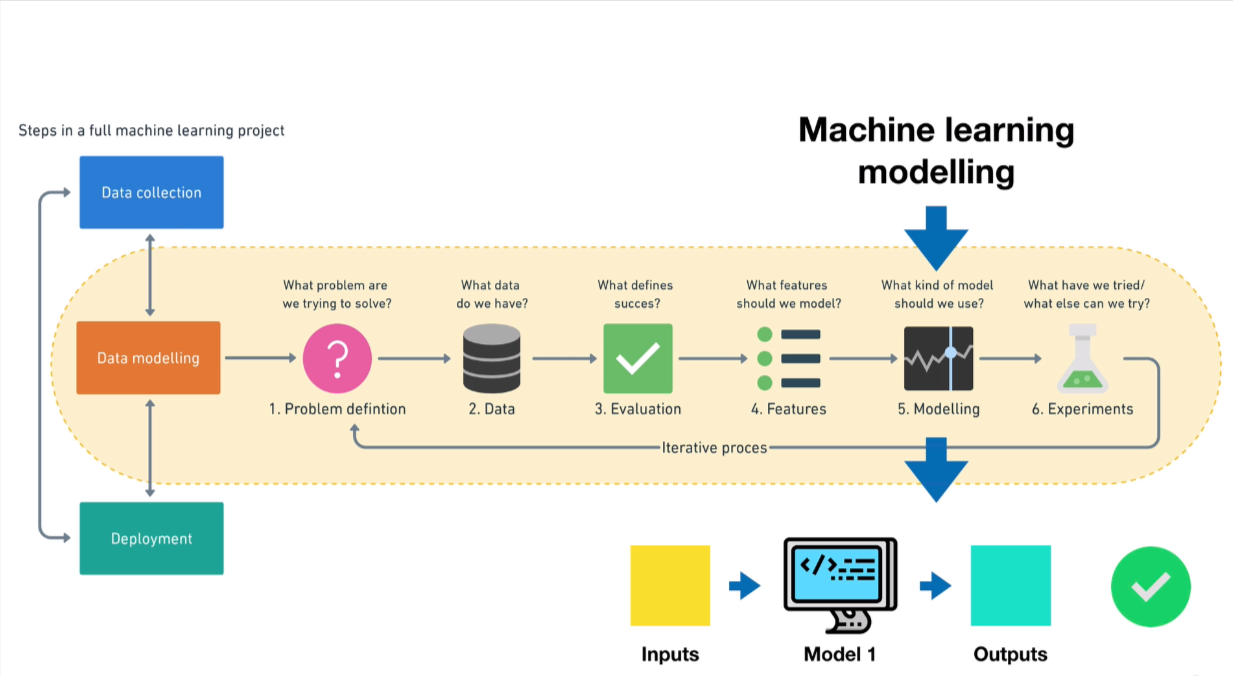 Steps in a full machine learning project
Machine learning
modelling
Data collection
What problem are
we trying to solve?
What data
do we have?
What defines
succes?
What features
should we model?
What kind of model
should we use?
What have we tried/
what else can we try?
Data modelling
?
1. Problem defintion
2. Data
3. Evaluation
4. Features
5. Modelling
6. Experiments
Iterative proces
Deployment
</>
Inputs
Model 1
Outputs